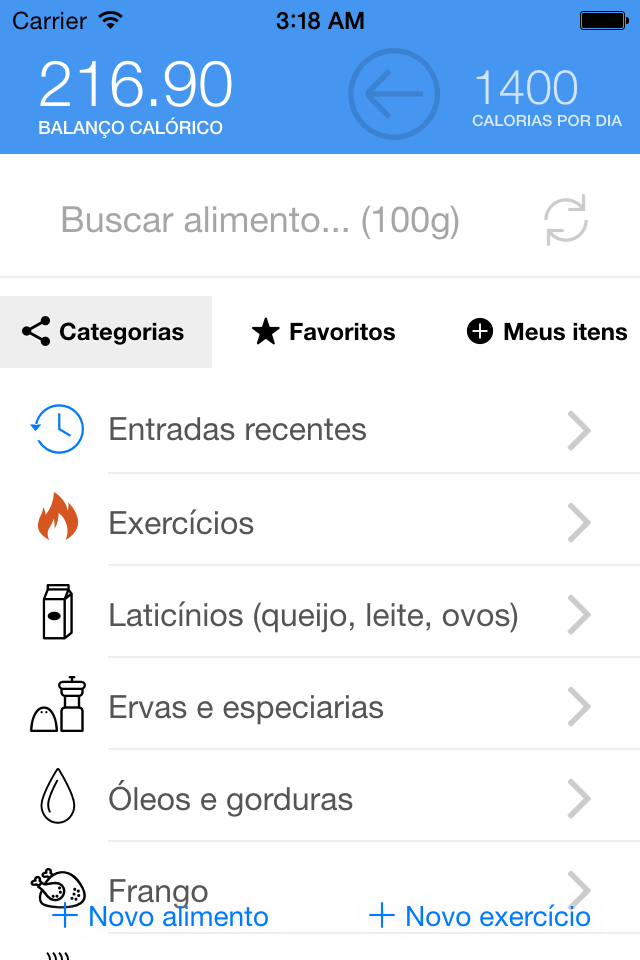 Carrier 3:18 AM
216.90 1400
BALANÇO CALÓRICO CALORIAS POR DIA
Buscar alimento... (100g)
Categorias Favoritos Meus itens
Entradas recentes
Exercícios
Laticínios (queijo, leite, ovos)
Ervas e especiarias
Óleos e gorduras
Frango
Novo alimento Novo exercício